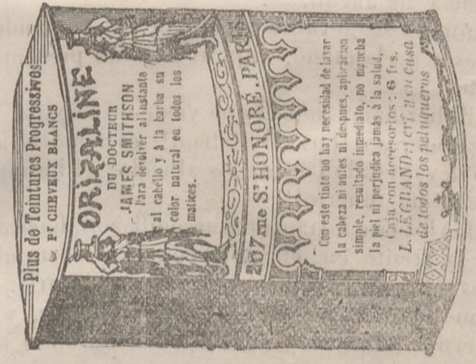 Plus de Teintures Progressives
Pr CHEVEUX BLANCS
ORIZALINE
DU DOCTEUR
JAMES SMITHSON
Para devolver al instante
al cabello y à la barba su
color natural en todos los
matices.
207 rue St HONORÉ. PARIS
Con este tinte no hay necesidad de lavar
la cabeza ni antes ni despues, aplicacion
simple, resultado inmediato, no mancha
la piel ni perjudica jamás à la salud.
Caja con accesorios: 6 fs.
L. LEGRAND y en casa
de todos los peluqueros